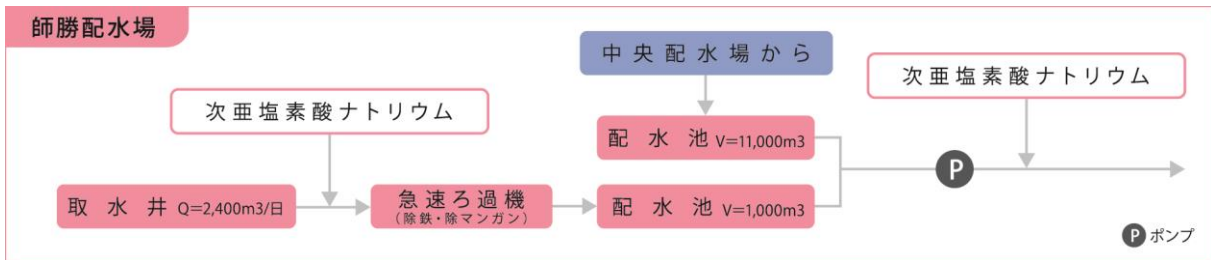 師勝配水場
中央配水場から
次亜塩素酸ナトリウム
次亜塩素酸ナトリウム
配水池 V=11,000m3
P
取水井 Q=2,400m3/日
急速ろ過機
（除鉄・除マンガン）
配水池 V=1,000m3
P ポンプ